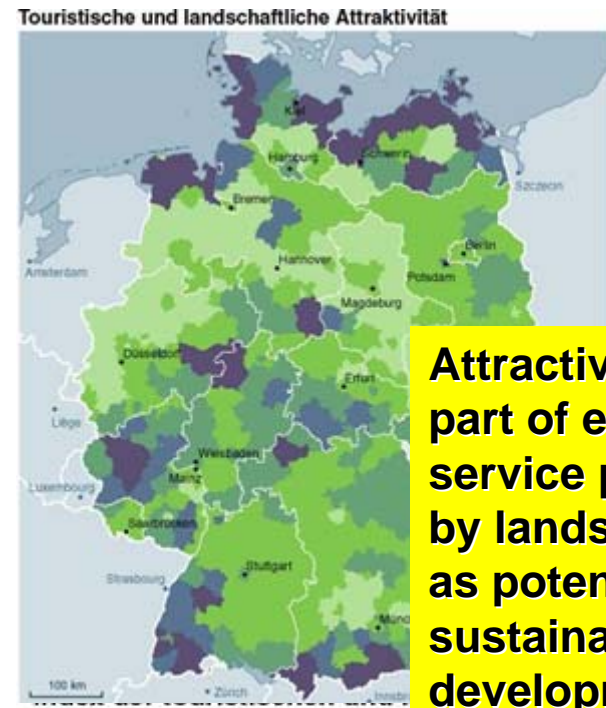 Touristische und landschaftliche Attraktivität
Kiel
Hamburg
Schwerin
Szczecin
Bremen
Berlin
Amsterdam
Hannover
Potsdam
Magdeburg
Düsseldorf
Erfurt
Liège
Wiesbaden
Luxembourg
Mainz
Saarbrücken
Strasbourg
Stuttgart
100 km
Zürich
Attractiv
part of e
service p
by lands
as poten
sustaina
developm